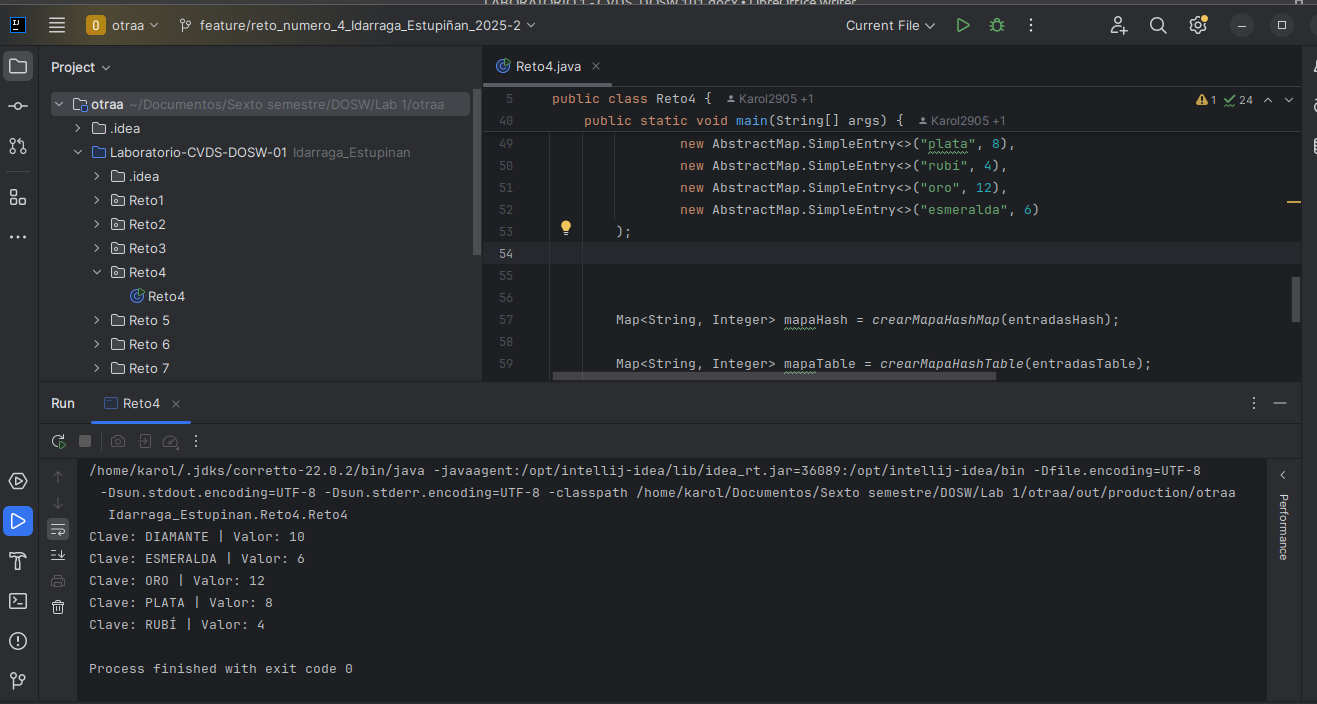 LABORATORIO 1 - CVDS_DOSW 101.docx • LibreOffice Writer
O otraa feature/reto_numero_4_Idarraga_Estupiñan_2025-2 Current File
Project
Reto4.java
otraa ~/Documentos/Sexto semestre/DOSW/Lab 1/otraa
.idea
Laboratorio-CVDS-DOSW-01 Idarraga_Estupinan
.idea
Reto1
Reto2
Reto3
Reto4
Reto4
Reto 5
Reto 6
Reto 7
5 public class Reto4 { Karol2905 +1
1 24
40 public static void main(String[] args) { Karol2905 +1
49 new AbstractMap.SimpleEntry<>("plata", 8),
50 new AbstractMap.SimpleEntry<>("rubí", 4),
51 new AbstractMap.SimpleEntry<>("oro", 12),
52 new AbstractMap.SimpleEntry<>("esmeralda", 6)
53 );
54
55
56
57 Map<String, Integer> mapaHash = crearMapaHashMap(entradasHash);
58
59 Map<String, Integer> mapaTable = crearMapaHashTable(entradasTable);
Run Reto4
/home/karol/.jdks/corretto-22.0.2/bin/java -javaagent:/opt/intellij-idea/lib/idea_rt.jar=36089:/opt/intellij-idea/bin -Dfile.encoding=UTF-8
-Dsun.stdout.encoding=UTF-8 -Dsun.stderr.encoding=UTF-8 -classpath /home/karol/Documentos/Sexto semestre/DOSW/Lab 1/otraa/out/production/otraa
Idarraga_Estupinan.Reto4.Reto4
Clave: DIAMANTE | Valor: 10
Clave: ESMERALDA | Valor: 6
Clave: ORO | Valor: 12
Clave: PLATA | Valor: 8
Clave: RUBÍ | Valor: 4
Process finished with exit code 0
Performance